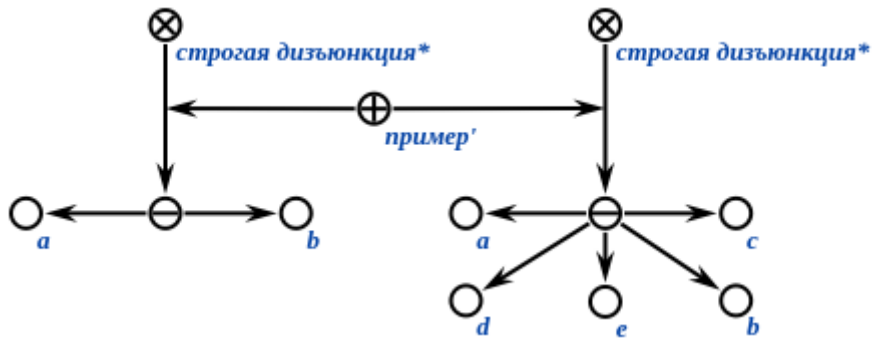 строгая дизъюнкция* строгая дизъюнкция*
пример'
a b a c
d e b